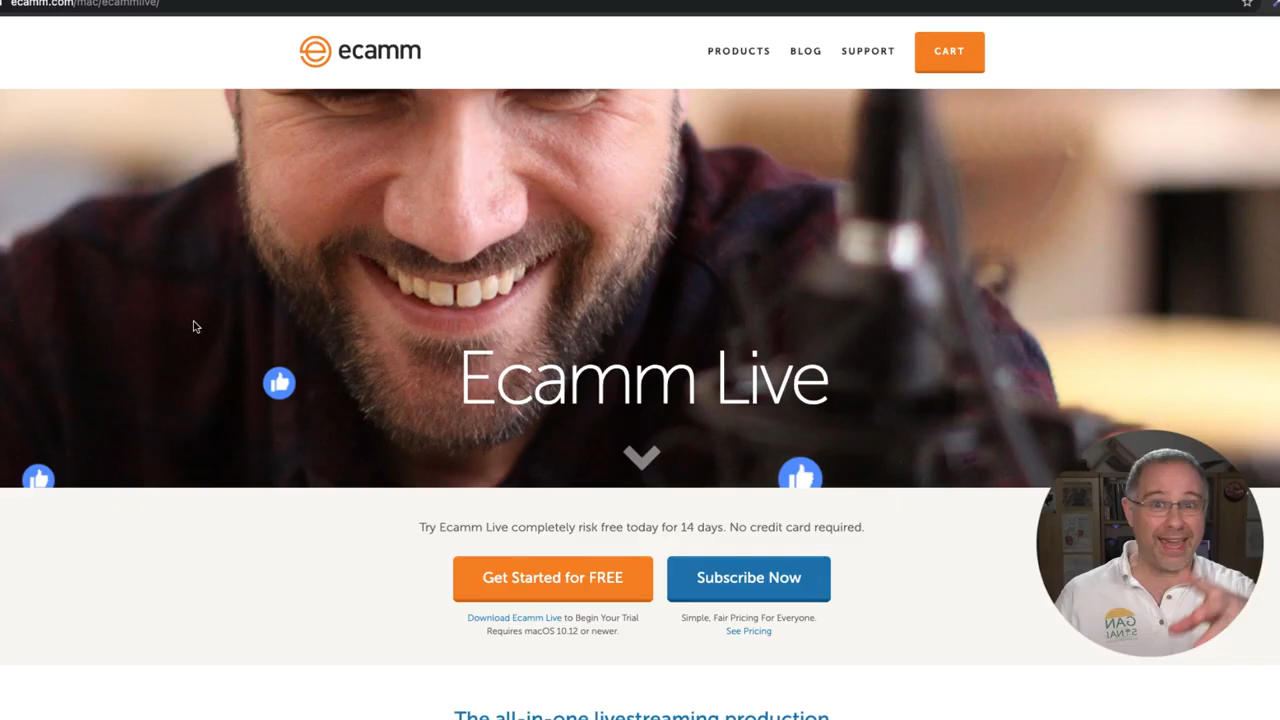 ecamm.com/mac/ecammlive/
ecamm
PRODUCTS BLOG SUPPORT CART
Ecamm Live
Try Ecamm Live completely risk free today for 14 days. No credit card required.
Get Started for FREE
Subscribe Now
Download Ecamm Live to Begin Your Trial
Requires macOS 10.12 or newer.
Simple, Fair Pricing For Everyone.
See Pricing
GAN
SINAI
The all-in-one livestreaming production